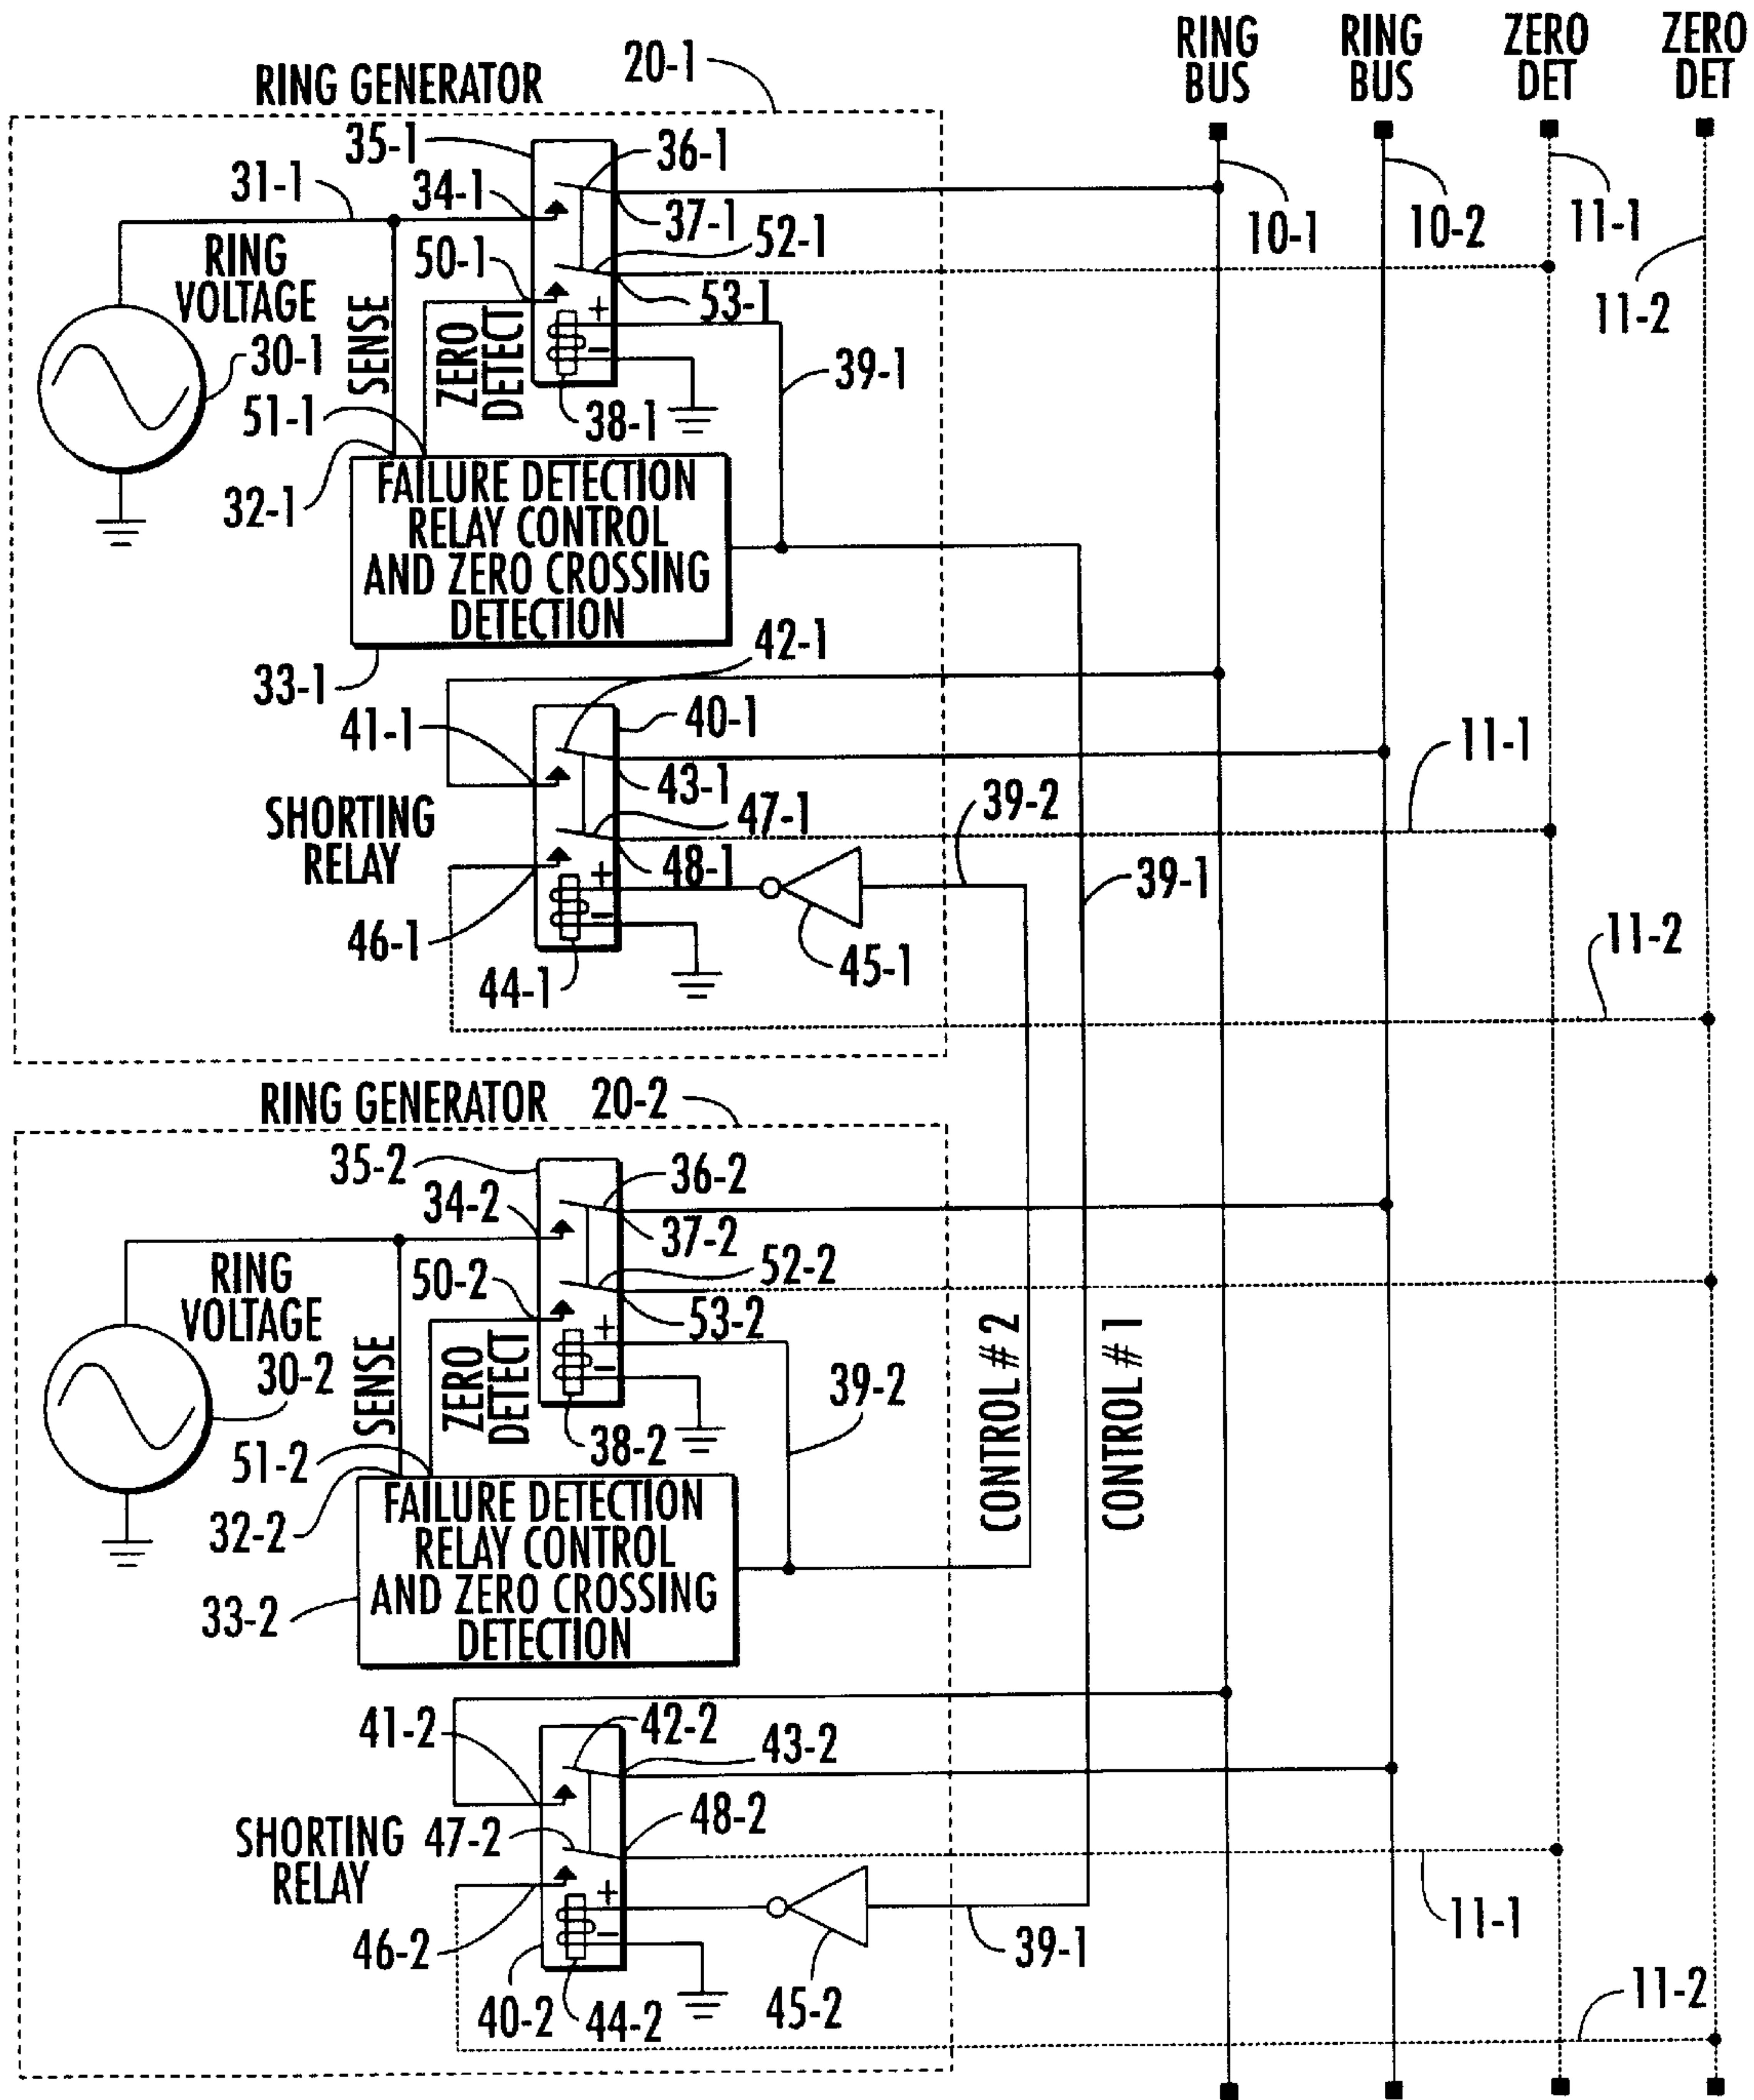 RING BUS
RING BUS
ZERO DET
ZERO DET
RING GENERATOR
20-1
35-1
36-1
31-1
34-1
37-1
10-1
10-2
11-1
11-2
RING VOLTAGE
30-1
SENSE
50-1
52-1
53-1
ZERO DETECT
+
−
39-1
51-1
38-1
32-1
FAILURE DETECTION
RELAY CONTROL
AND ZERO CROSSING
DETECTION
33-1
42-1
41-1
40-1
43-1
11-1
SHORTING
RELAY
47-1
39-2
48-1
+
−
39-1
46-1
44-1
45-1
11-2
RING GENERATOR
20-2
35-2
36-2
34-2
37-2
RING
VOLTAGE
30-2
SENSE
50-2
52-2
53-2
ZERO
DETECT
+
−
39-2
CONTROL # 2
CONTROL # 1
51-2
38-2
32-2
FAILURE DETECTION
RELAY CONTROL
AND ZERO CROSSING
DETECTION
33-2
41-2
42-2
43-2
SHORTING
RELAY
47-2
48-2
+
−
11-1
46-2
39-1
40-2
44-2
45-2
11-2